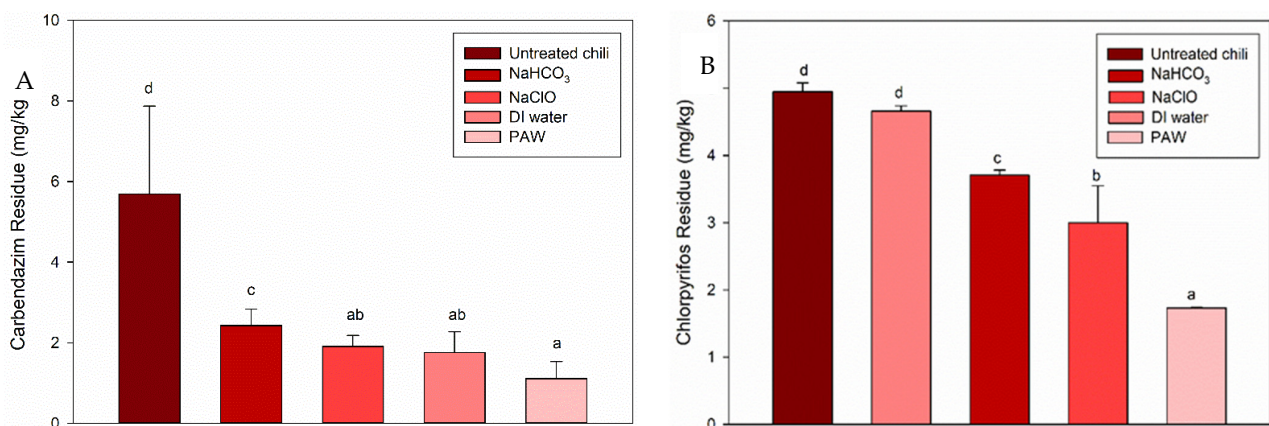 A
Carbendazim Residue (mg/kg)
10
8
6
4
2
0
d
c
ab
ab
a
Untreated chili
NaHCO3
NaClO
DI water
PAW
B
Chlorpyrifos Residue (mg/kg)
6
4
3
2
1
0
d
d
c
b
a
Untreated chili
NaHCO3
NaClO
DI water
PAW